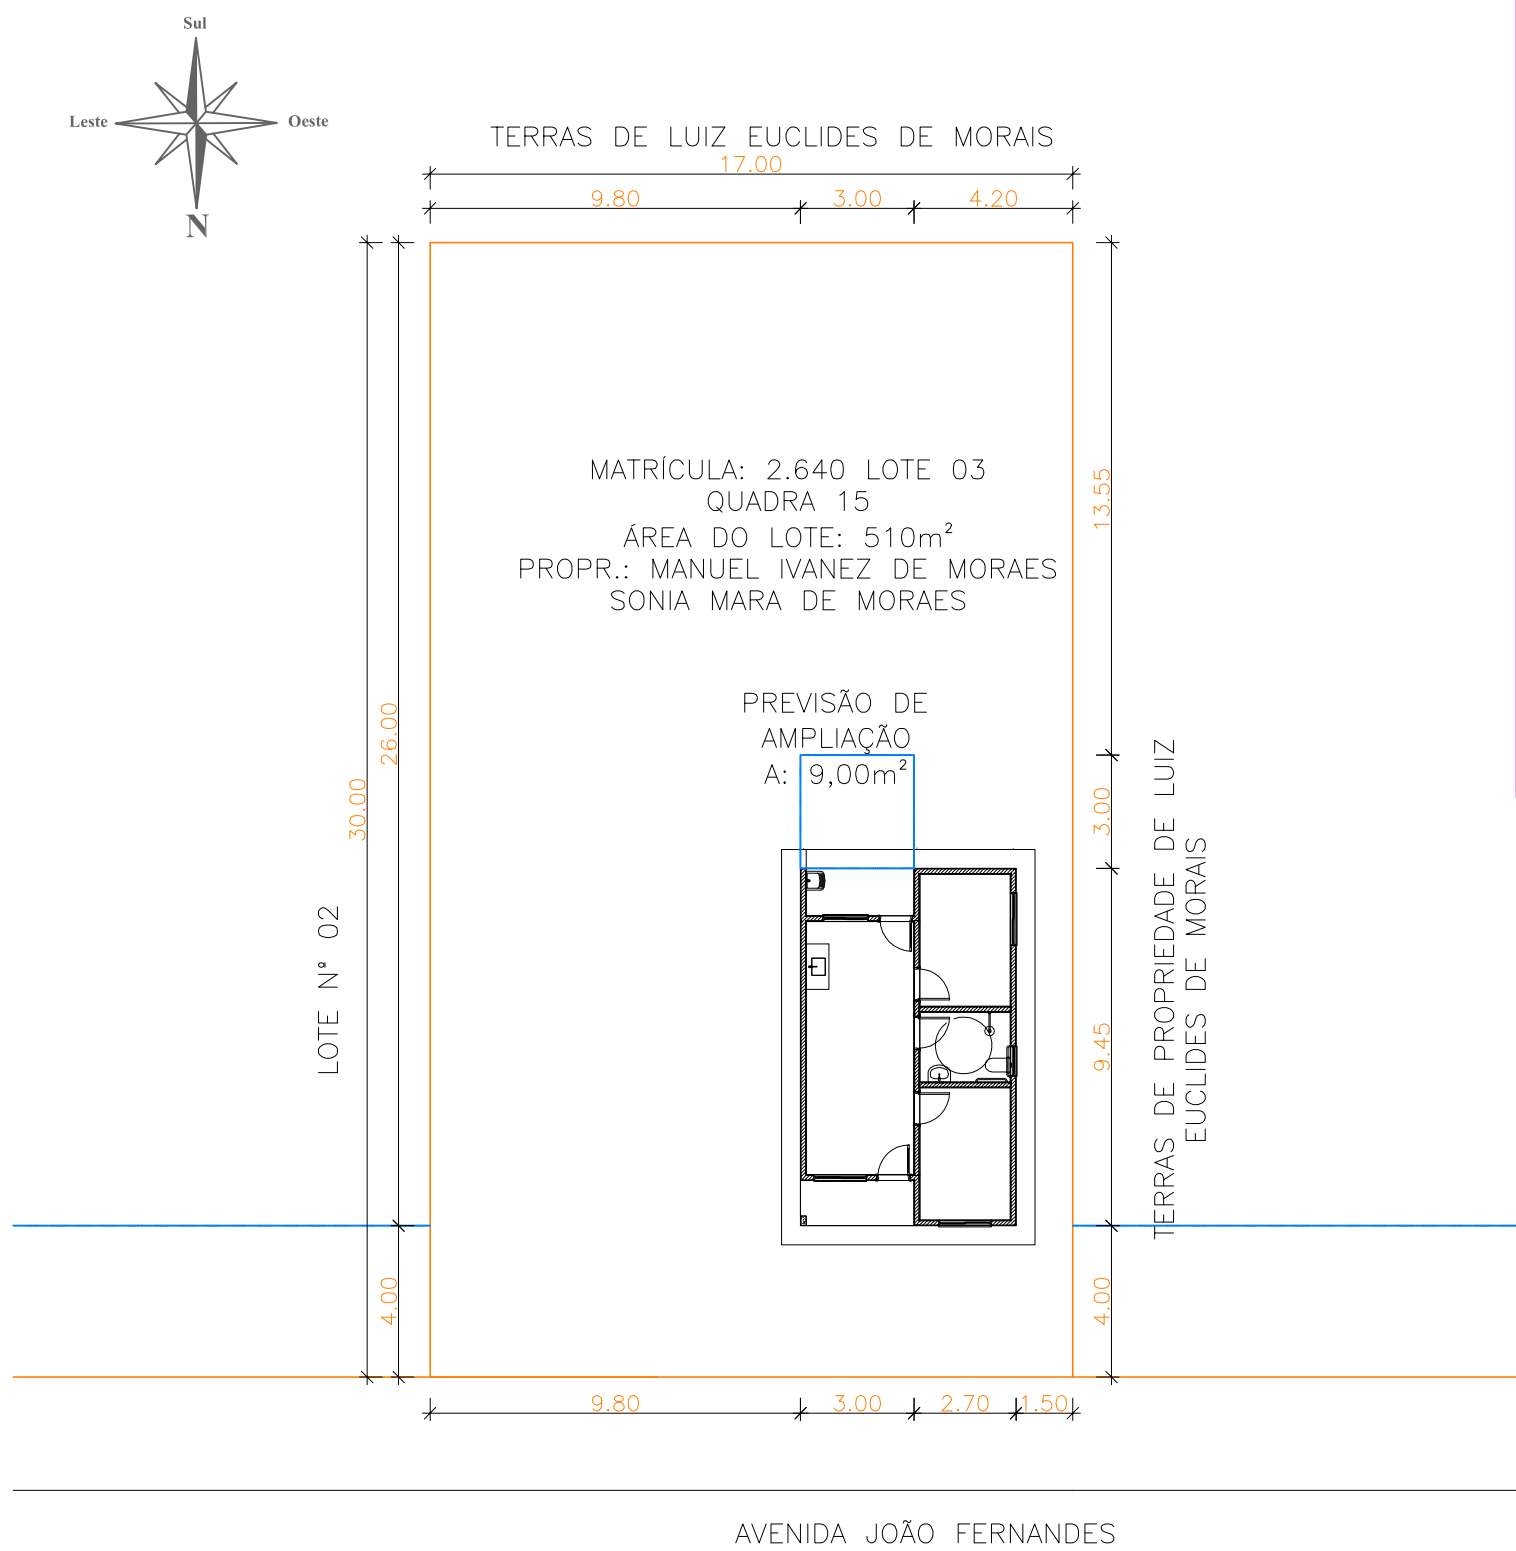 Sul
Leste
Oeste
N
TERRAS DE LUIZ EUCLIDES DE MORAIS
17.00
9.80
3.00
4.20
MATRÍCULA: 2.640 LOTE 03
QUADRA 15
ÁREA DO LOTE: 510m²
PROPR.: MANUEL IVANEZ DE MORAES
SONIA MARA DE MORAES
PREVISÃO DE
AMPLIAÇÃO
A: 9,00m²
30.00
26.00
4.00
LOTE Nº 02
13.55
3.00
9.45
4.00
TERRAS DE PROPRIEDADE DE LUIZ
EUCLIDES DE MORAIS
9.80
3.00
2.70
1.50
AVENIDA JOÃO FERNANDES